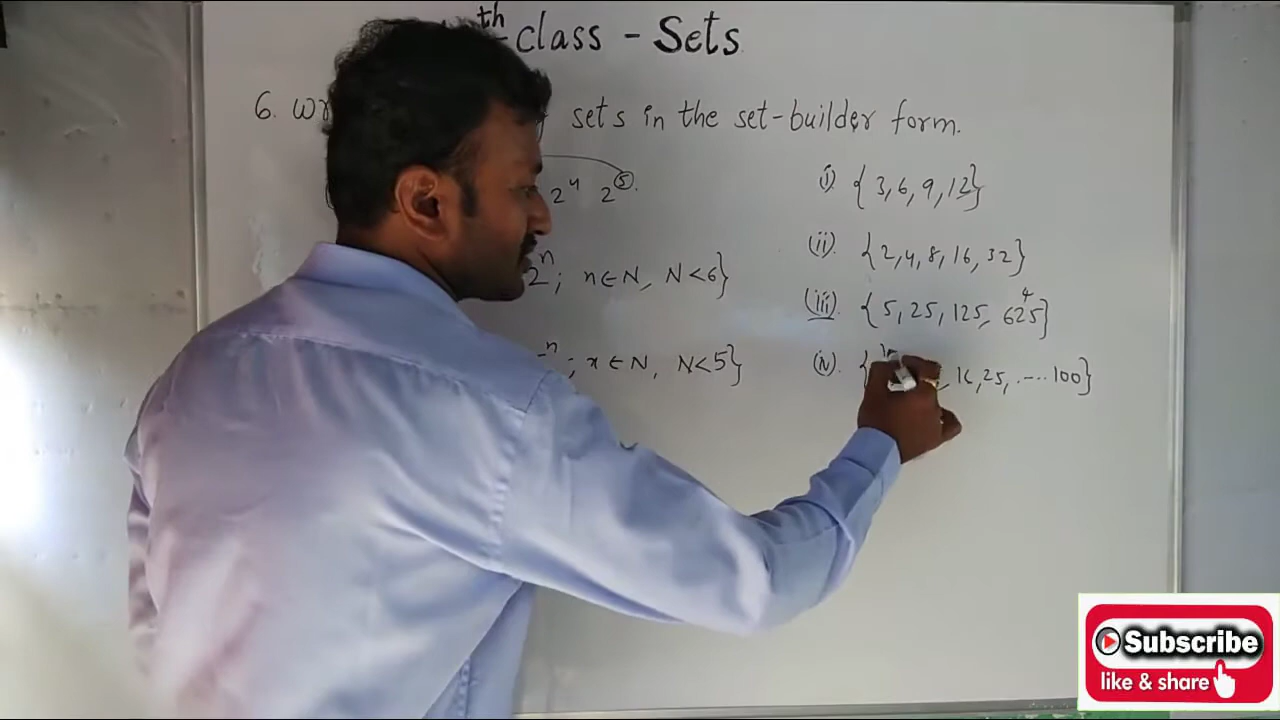 th class - Sets
6. sets in the set-builder form.
2⁴ 2⁵.
i) {3,6,9,12}
(ii). {2,4,8,16,32}
2ⁿ; n∈N, N<6}
(iii) {5,25,125,625} 4
ⁿ; x∈N, N<5}
(iv). { ,16,25,.--..100}
Subscribe
like & share